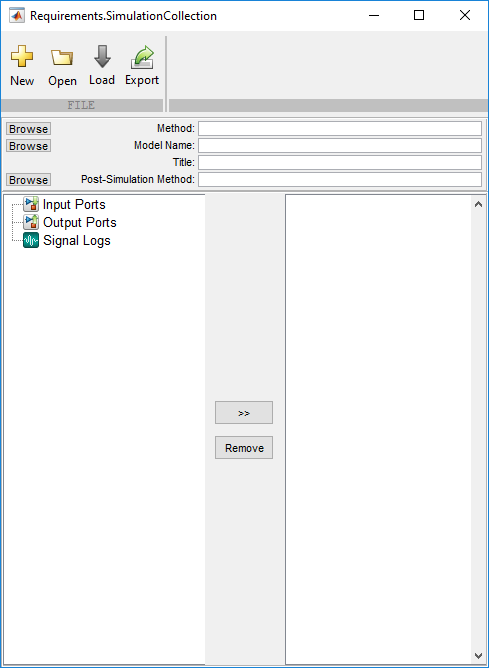 Requirements.SimulationCollection
New Open Load Export
FILE
Browse Method:
Browse Model Name:
Title:
Browse Post-Simulation Method:
Input Ports
Output Ports
Signal Logs
>>
Remove